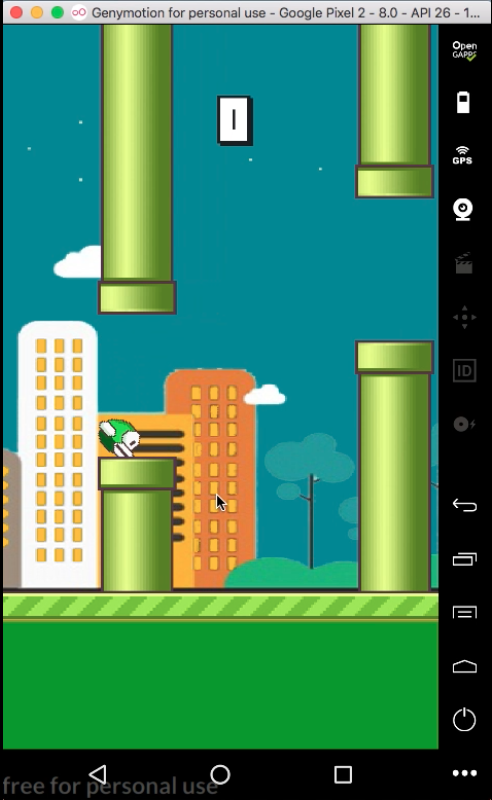 Genymotion for personal use - Google Pixel 2 - 8.0 - API 26 - 1...
Open
GAPPS
1
GPS
ID
free for personal use